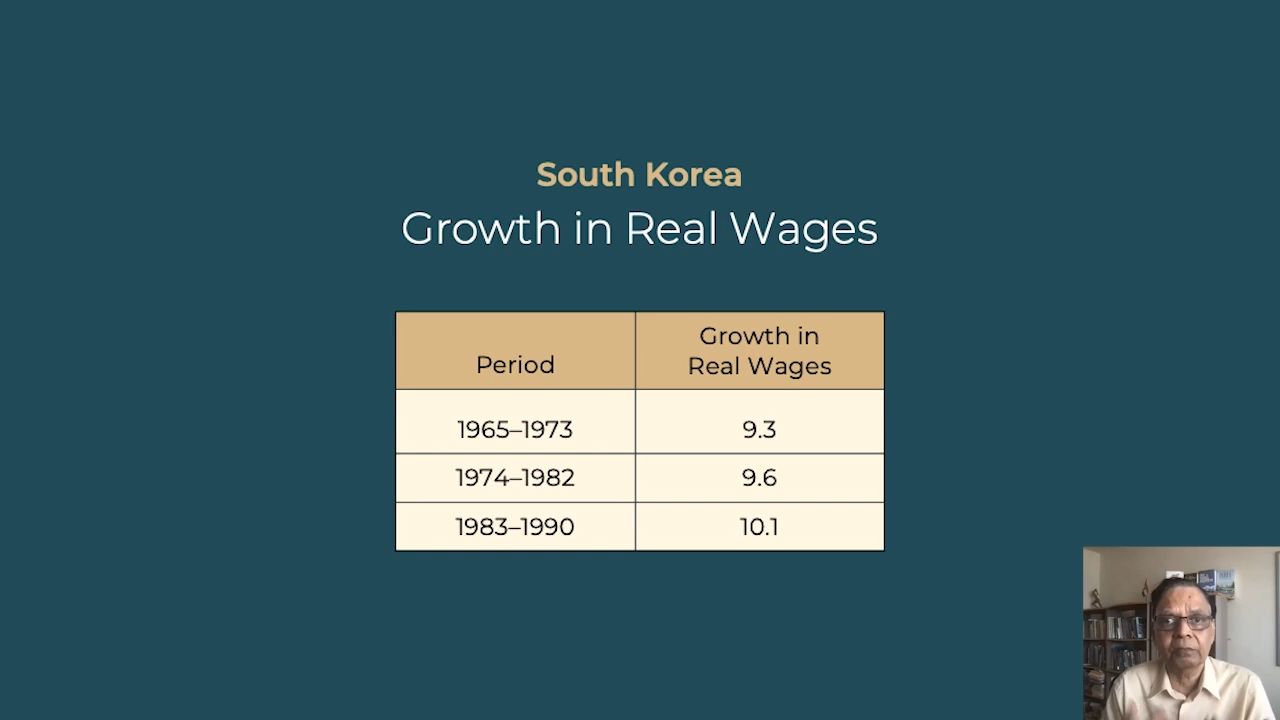 South Korea
Growth in Real Wages
Period
Growth in
Real Wages
1965–1973
9.3
1974–1982
9.6
1983–1990
10.1